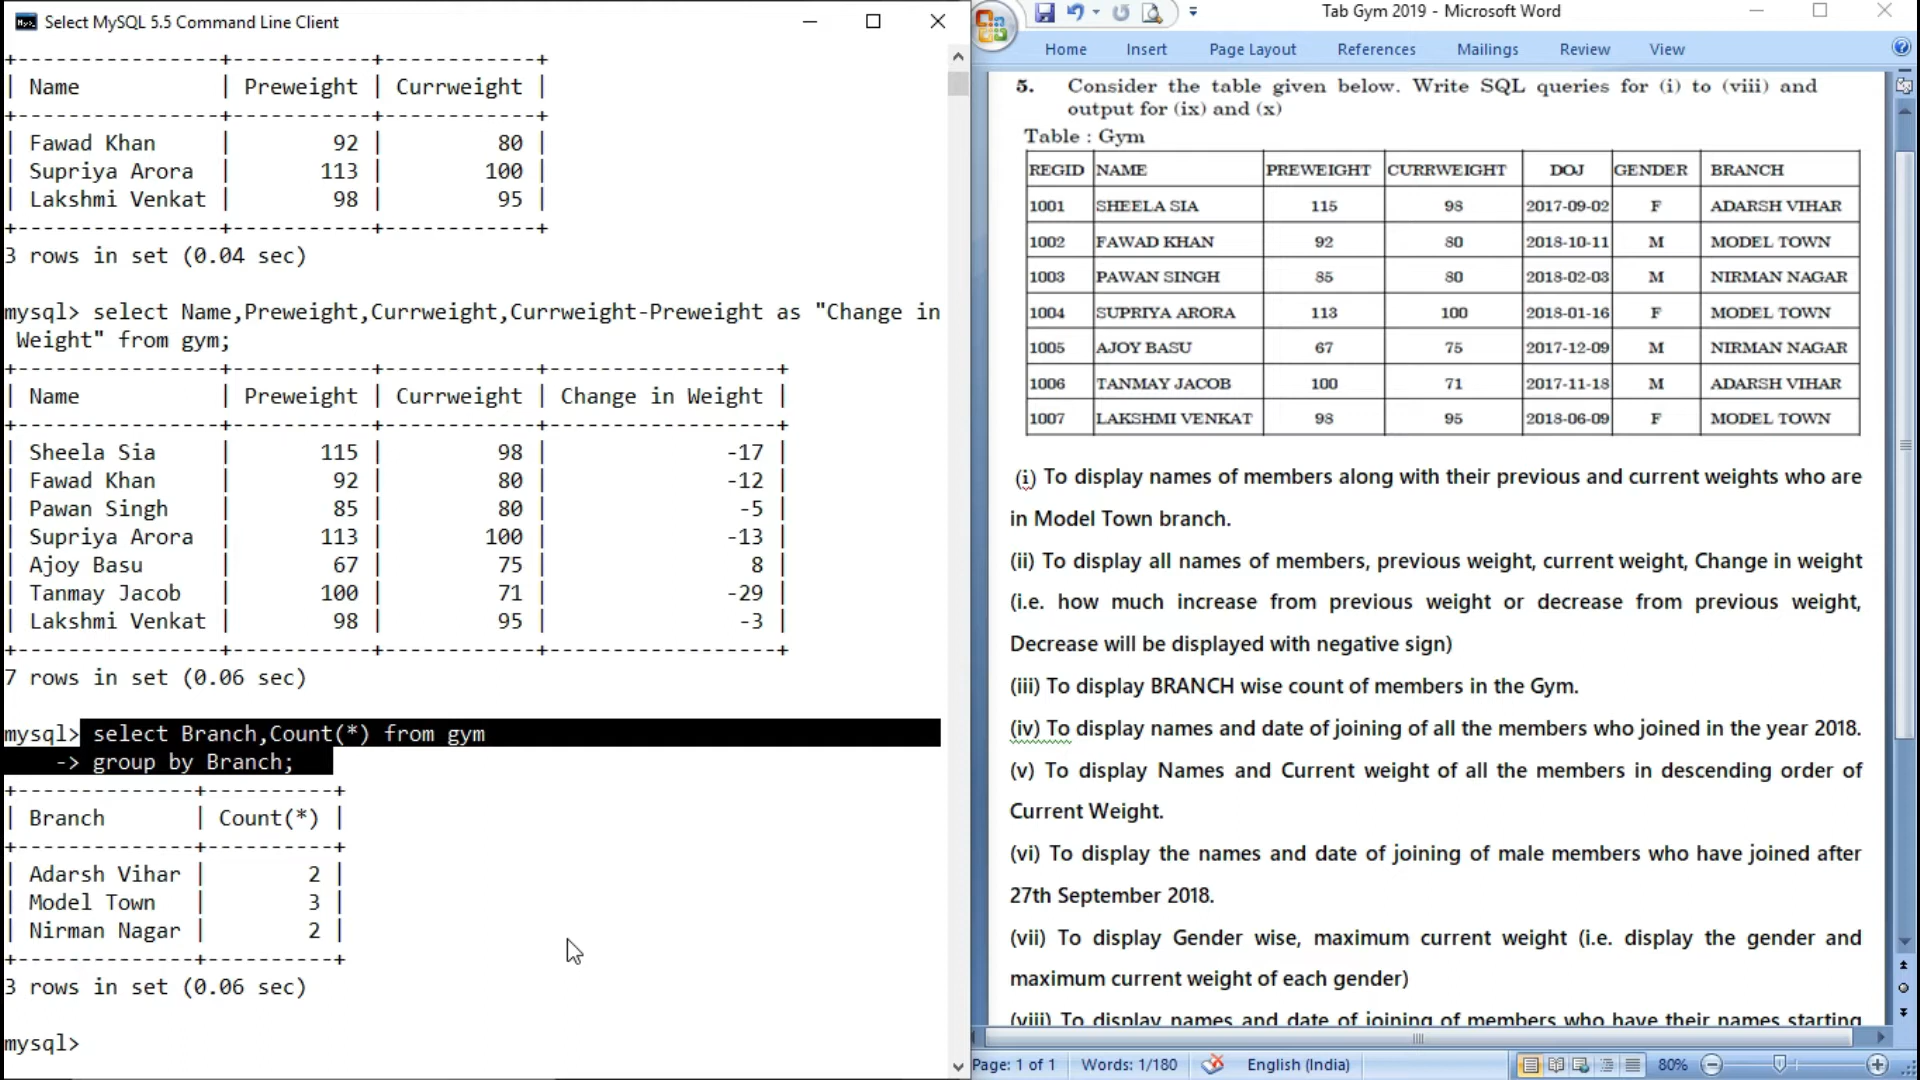 Select MySQL 5.5 Command Line Client
| Name | Preweight | Currweight |
| Fawad Khan | 92 | 80 |
| Supriya Arora | 113 | 100 |
| Lakshmi Venkat | 98 | 95 |
3 rows in set (0.04 sec)
mysql> select Name,Preweight,Currweight,Currweight-Preweight as "Change in
Weight" from gym;
| Name | Preweight | Currweight | Change in Weight |
| Sheela Sia | 115 | 98 | -17 |
| Fawad Khan | 92 | 80 | -12 |
| Pawan Singh | 85 | 80 | -5 |
| Supriya Arora | 113 | 100 | -13 |
| Ajoy Basu | 67 | 75 | 8 |
| Tanmay Jacob | 100 | 71 | -29 |
| Lakshmi Venkat | 98 | 95 | -3 |
7 rows in set (0.06 sec)
mysql> select Branch,Count(*) from gym
-> group by Branch;
| Branch | Count(*) |
| Adarsh Vihar | 2 |
| Model Town | 3 |
| Nirman Nagar | 2 |
3 rows in set (0.06 sec)
mysql>
Tab Gym 2019 - Microsoft Word
Home Insert Page Layout References Mailings Review View
5. Consider the table given below. Write SQL queries for (i) to (viii) and
output for (ix) and (x)
Table : Gym
REGID NAME PREWEIGHT CURRWEIGHT DOJ GENDER BRANCH
1001 SHEELA SIA 115 98 2017-09-02 F ADARSH VIHAR
1002 FAWAD KHAN 92 80 2018-10-11 M MODEL TOWN
1003 PAWAN SINGH 85 80 2018-02-03 M NIRMAN NAGAR
1004 SUPRIYA ARORA 113 100 2018-01-16 F MODEL TOWN
1005 AJOY BASU 67 75 2017-12-09 M NIRMAN NAGAR
1006 TANMAY JACOB 100 71 2017-11-18 M ADARSH VIHAR
1007 LAKSHMI VENKAT 98 95 2018-06-09 F MODEL TOWN
(i) To display names of members along with their previous and current weights who are
in Model Town branch.
(ii) To display all names of members, previous weight, current weight, Change in weight
(i.e. how much increase from previous weight or decrease from previous weight,
Decrease will be displayed with negative sign)
(iii) To display BRANCH wise count of members in the Gym.
(iv) To display names and date of joining of all the members who joined in the year 2018.
(v) To display Names and Current weight of all the members in descending order of
Current Weight.
(vi) To display the names and date of joining of male members who have joined after
27th September 2018.
(vii) To display Gender wise, maximum current weight (i.e. display the gender and
maximum current weight of each gender)
(viii) To display names and date of joining of members who have their names starting
Page: 1 of 1 Words: 1/180 English (India) 80%